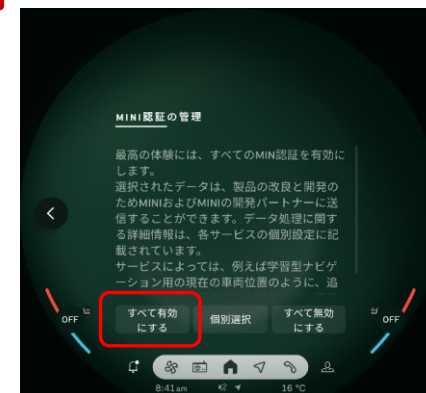 MINI認証の管理
最高の体験には、すべてのMIN認証を有効に
します。
選択されたデータは、製品の改良と開発の
ためMINIおよびMINIの開発パートナーに送
信することができます。データ処理に関す
る詳細情報は、各サービスの個別設定に記
載されています。
サービスによっては、例えば学習型ナビゲ
ーション用の現在の車両位置のように、追
すべて有効
にする
個別選択
すべて無効
にする
OFF
OFF
8:41am
16 °C